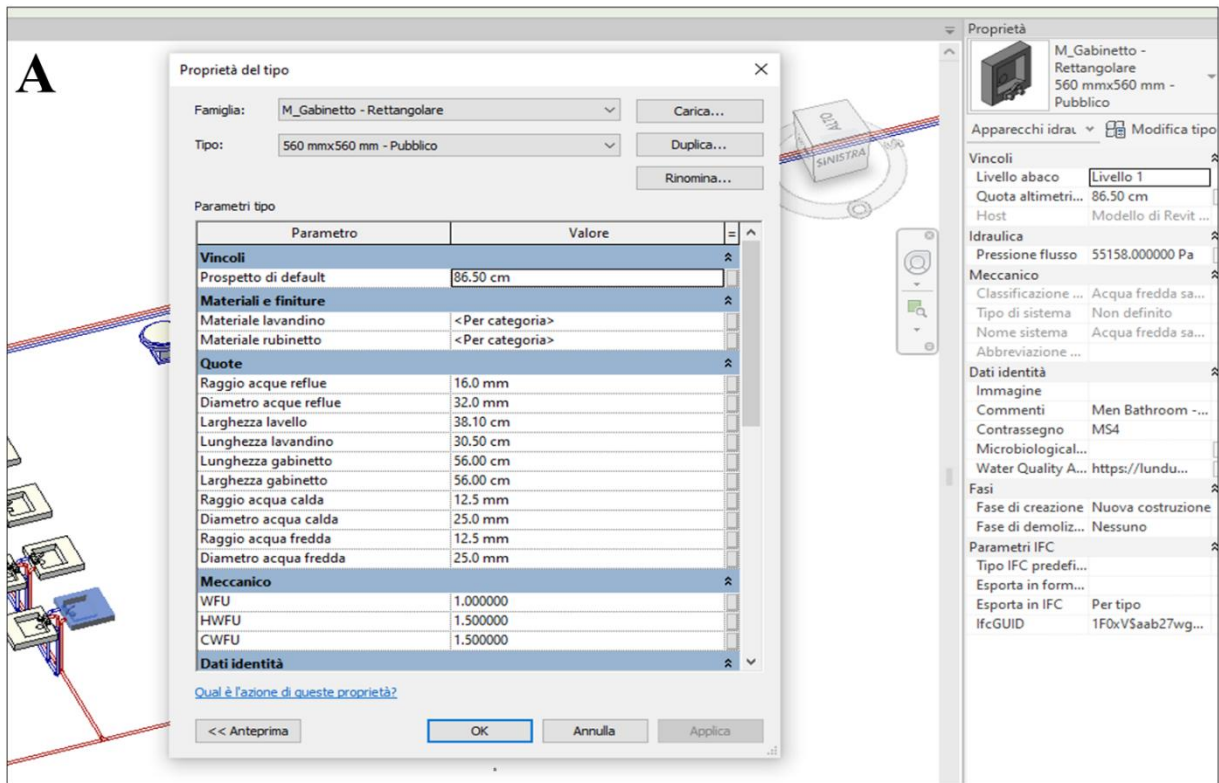 A
Proprietà del tipo
Famiglia: M_Gabinetto - Rettangolare Carica...
Tipo: 560 mmx560 mm - Pubblico Duplica...
Rinomina...
Parametri tipo
Parametro Valore =
Vincoli
Prospetto di default 86.50 cm
Materiali e finiture
Materiale lavandino <Per categoria>
Materiale rubinetto <Per categoria>
Quote
Raggio acque reflue 16.0 mm
Diametro acque reflue 32.0 mm
Larghezza lavello 38.10 cm
Lunghezza lavandino 30.50 cm
Lunghezza gabinetto 56.00 cm
Larghezza gabinetto 56.00 cm
Raggio acqua calda 12.5 mm
Diametro acqua calda 25.0 mm
Raggio acqua fredda 12.5 mm
Diametro acqua fredda 25.0 mm
Meccanico
WFU 1.000000
HWFU 1.500000
CWFU 1.500000
Dati identità
Qual è l'azione di queste proprietà?
<< Anteprima OK Annulla Applica
ALTO
SINISTRA
Proprietà
M_Gabinetto -
Rettangolare
560 mmx560 mm -
Pubblico
Apparecchi idrau Modifica tipo
Vincoli
Livello abaco Livello 1
Quota altimetri... 86.50 cm
Host Modello di Revit ...
Idraulica
Pressione flusso 55158.000000 Pa
Meccanico
Classificazione ... Acqua fredda sa...
Tipo di sistema Non definito
Nome sistema Acqua fredda sa...
Abbreviazione ...
Dati identità
Immagine
Commenti Men Bathroom -...
Contrassegno MS4
Microbiological...
Water Quality A... https://lundu...
Fasi
Fase di creazione Nuova costruzione
Fase di demoliz... Nessuno
Parametri IFC
Tipo IFC predefi...
Esporta in form...
Esporta in IFC Per tipo
IfcGUID 1F0xV$aab27wg...